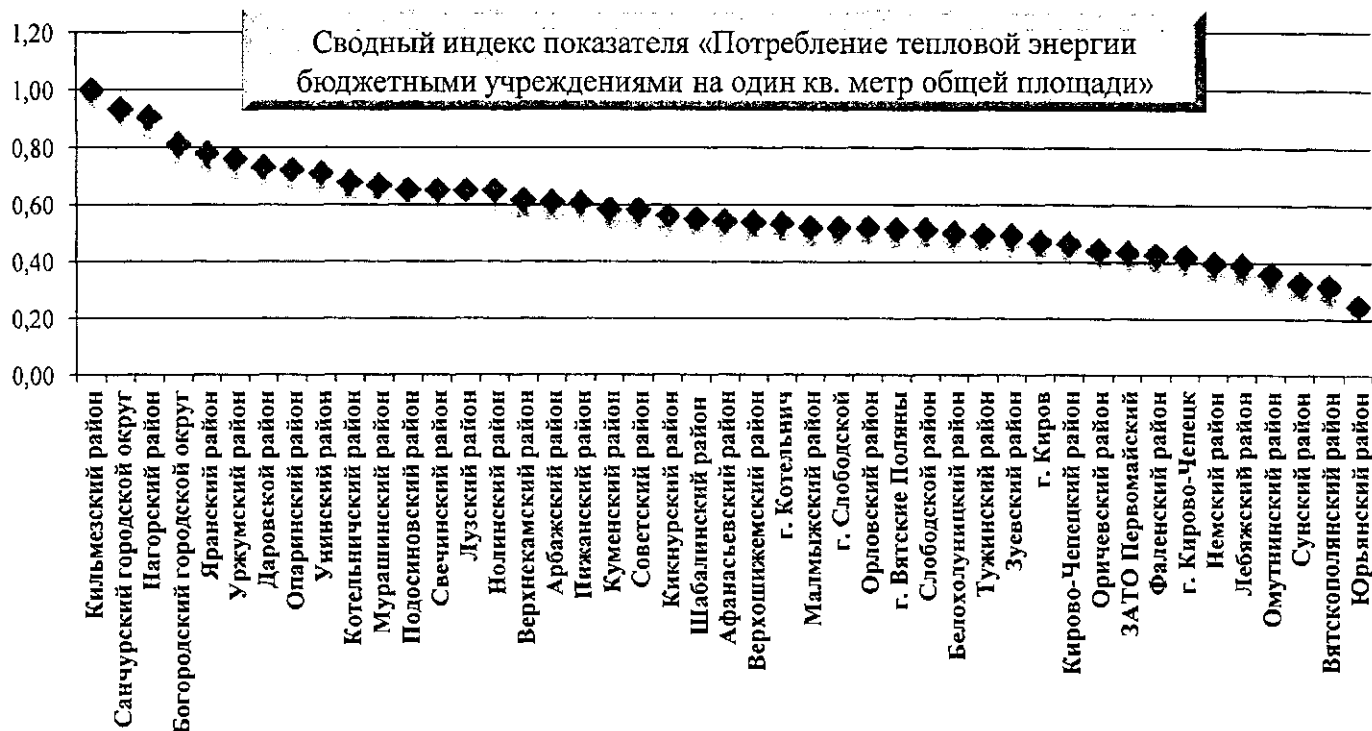 Сводный индекс показателя «Потребление тепловой энергии
бюджетными учреждениями на один кв. метр общей площади»
1,20
1,00
0,80
0,60
0,40
0,20
0,00
Кильмезский район
Санчурский городской округ
Нагорский район
Богородский городской округ
Яранский район
Уржумский район
Даровской район
Опаринский район
Унинский район
Котельничский район
Мурашинский район
Подосиновский район
Свечинский район
Лузский район
Нолинский район
Верхнекамский район
Арбажский район
Пижанский район
Куменский район
Советский район
Кикнурский район
Шабалинский район
Афанасьевский район
Верхошижемский район
г. Котельнич
Малмыжский район
г. Слободской
Орловский район
г. Вятские Поляны
Слободской район
Белохолуницкий район
Тужинский район
Зуевский район
г. Киров
Кирово-Чепецкий район
Оричевский район
ЗАТО Первомайский
Фаленский район
г. Кирово-Чепецк
Немский район
Лебяжский район
Омутнинский район
Сунский район
Вятскополянский район
Юрьянский район